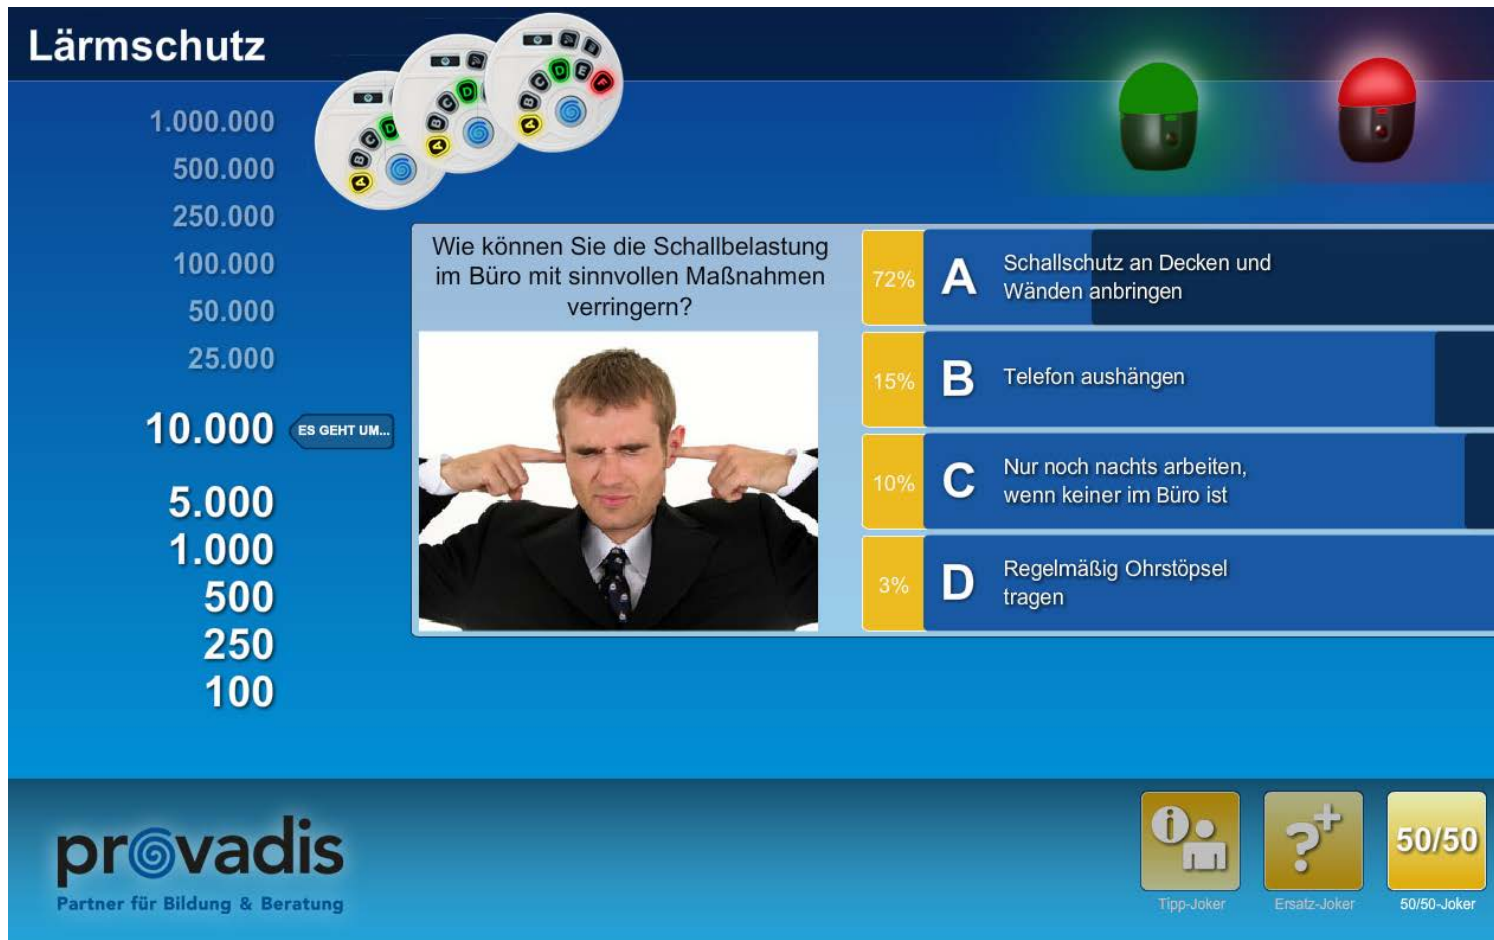 Lärmschutz
1.000.000
500.000
250.000
100.000
50.000
25.000
10.000
ES GEHT UM...
5.000
1.000
500
250
100
A
B
C
D
A
B
C
D
A
B
C
D
E
F
Wie können Sie die Schallbelastung
im Büro mit sinnvollen Maßnahmen
verringern?
72%
A
Schallschutz an Decken und
Wänden anbringen
15%
B
Telefon aushängen
10%
C
Nur noch nachts arbeiten,
wenn keiner im Büro ist
3%
D
Regelmäßig Ohrstöpsel
tragen
provadis
Partner für Bildung & Beratung
i
Tipp-Joker
?+
Ersatz-Joker
50/50
50/50-Joker